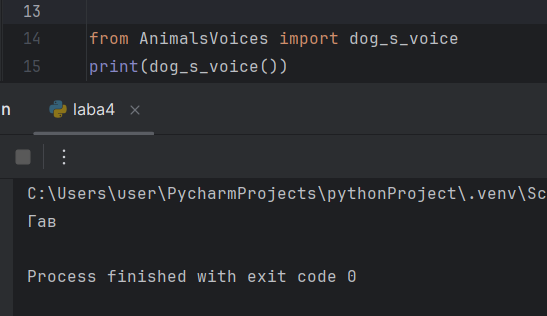 13
14 from AnimalsVoices import dog_s_voice
15 print(dog_s_voice())
n laba4 ×
C:\Users\user\PycharmProjects\pythonProject\.venv\Sc
Гав
Process finished with exit code 0